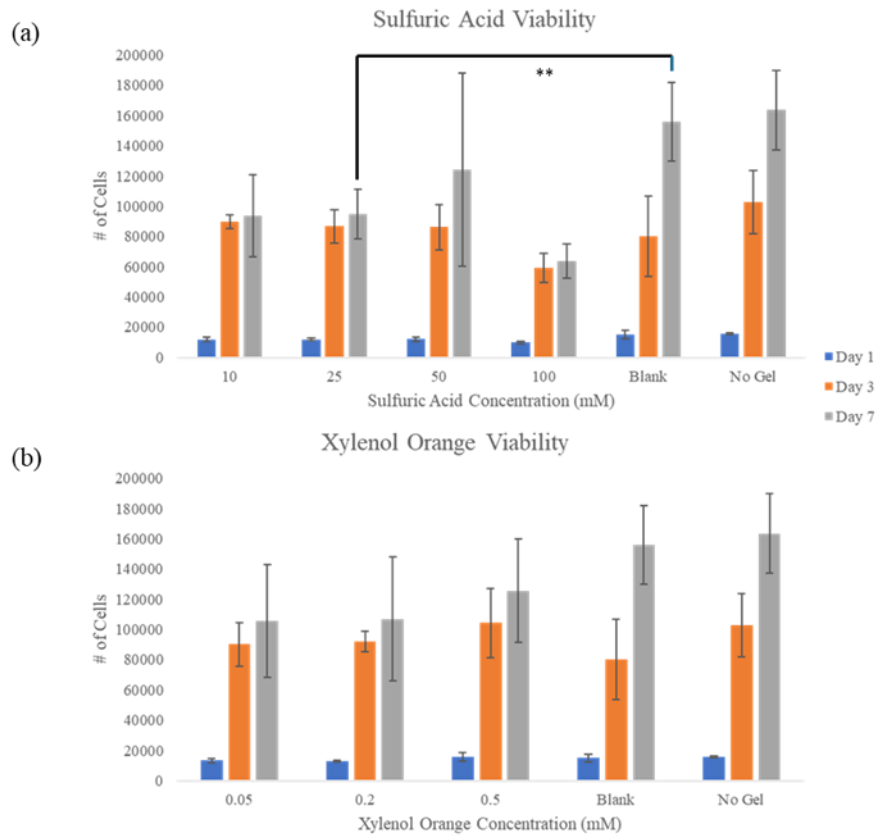 (a)
Sulfuric Acid Viability
200000
180000
160000
140000
120000
100000
80000
60000
40000
20000
0
# of Cells
**
10 25 50 100 Blank No Gel
Sulfuric Acid Concentration (mM)
Day 1
Day 3
Day 7
(b)
Xylenol Orange Viability
200000
180000
160000
140000
120000
100000
80000
60000
40000
20000
0
# of Cells
0.05 0.2 0.5 Blank No Gel
Xylenol Orange Concentration (mM)